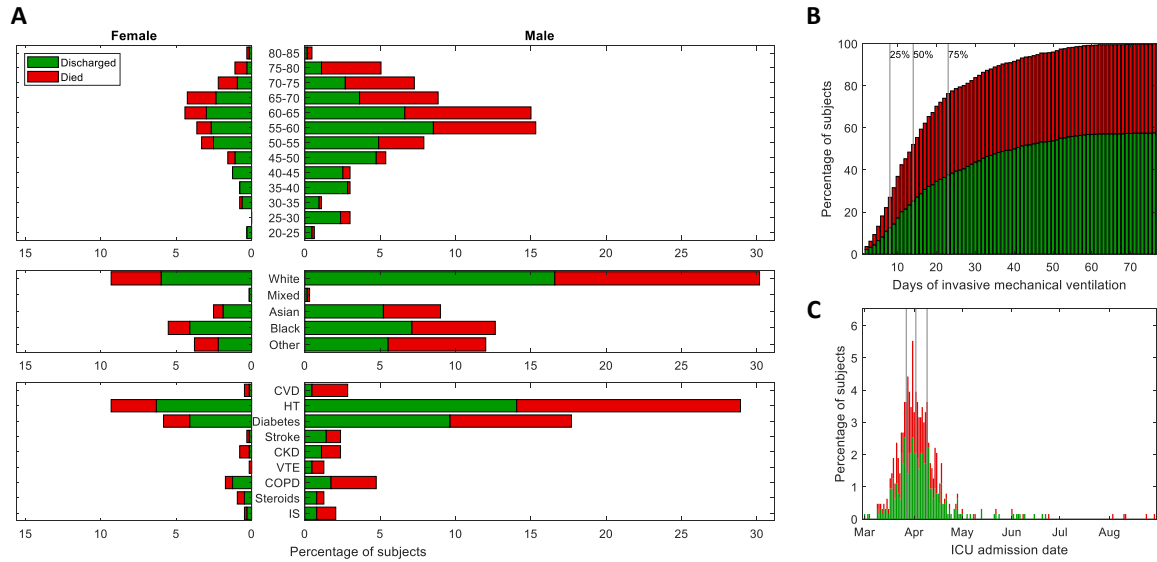 A
Female
Male
Discharged
Died
80-85
75-80
70-75
65-70
60-65
55-60
50-55
45-50
40-45
35-40
30-35
25-30
20-25
15 10 5 0
0 5 10 15 20 25 30
White
Mixed
Asian
Black
Other
15 10 5 0
0 5 10 15 20 25 30
CVD
HT
Diabetes
Stroke
CKD
VTE
COPD
Steroids
IS
15 10 5 0
0 5 10 15 20 25 30
Percentage of subjects
B
100
80
60
40
20
0
25% 50% 75%
Percentage of subjects
10 20 30 40 50 60 70
Days of invasive mechanical ventilation
C
6
5
4
3
2
1
0
Percentage of subjects
Mar Apr May Jun Jul Aug
ICU admission date